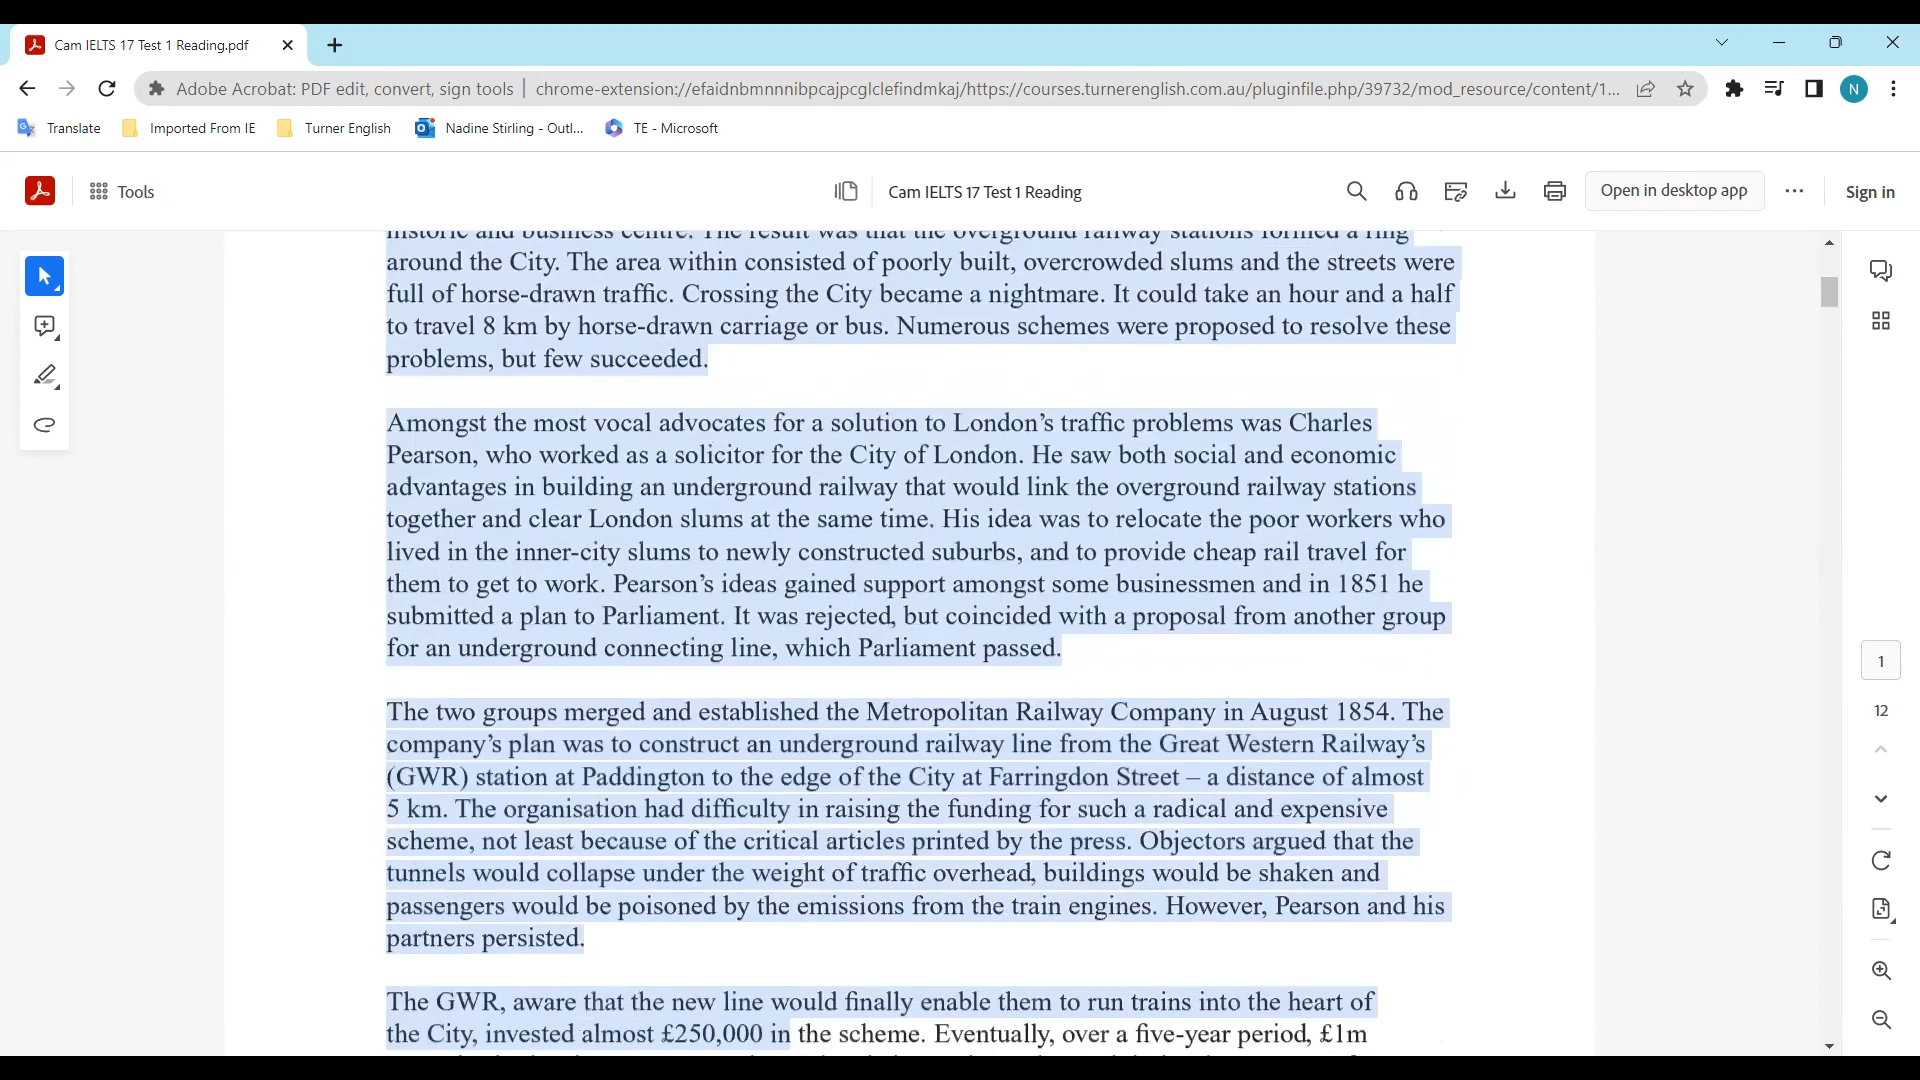 Cam IELTS 17 Test 1 Reading.pdf
Adobe Acrobat: PDF edit, convert, sign tools | chrome-extension://efaidnbmnnnibpcajpcglclefindmkaj/https://courses.turnerenglish.com.au/pluginfile.php/39732/mod_resource/content/1... N
Translate Imported From IE Turner English Nadine Stirling - Outl... TE - Microsoft
Tools Cam IELTS 17 Test 1 Reading Open in desktop app Sign in
historic and business centre. The result was that the overground railway stations formed a ring
around the City. The area within consisted of poorly built, overcrowded slums and the streets were
full of horse-drawn traffic. Crossing the City became a nightmare. It could take an hour and a half
to travel 8 km by horse-drawn carriage or bus. Numerous schemes were proposed to resolve these
problems, but few succeeded.
Amongst the most vocal advocates for a solution to London’s traffic problems was Charles
Pearson, who worked as a solicitor for the City of London. He saw both social and economic
advantages in building an underground railway that would link the overground railway stations
together and clear London slums at the same time. His idea was to relocate the poor workers who
lived in the inner-city slums to newly constructed suburbs, and to provide cheap rail travel for
them to get to work. Pearson’s ideas gained support amongst some businessmen and in 1851 he
submitted a plan to Parliament. It was rejected, but coincided with a proposal from another group
for an underground connecting line, which Parliament passed.
The two groups merged and established the Metropolitan Railway Company in August 1854. The
company’s plan was to construct an underground railway line from the Great Western Railway’s
(GWR) station at Paddington to the edge of the City at Farringdon Street – a distance of almost
5 km. The organisation had difficulty in raising the funding for such a radical and expensive
scheme, not least because of the critical articles printed by the press. Objectors argued that the
tunnels would collapse under the weight of traffic overhead, buildings would be shaken and
passengers would be poisoned by the emissions from the train engines. However, Pearson and his
partners persisted.
The GWR, aware that the new line would finally enable them to run trains into the heart of
the City, invested almost £250,000 in the scheme. Eventually, over a five-year period, £1m
1
12